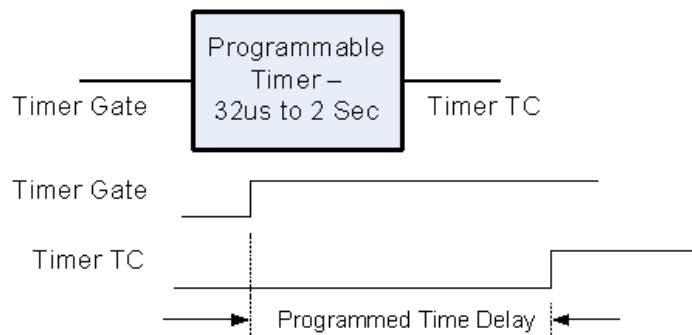 Programmable
Timer –
32us to 2 Sec
Timer Gate
Timer TC
Timer Gate
Timer TC
Programmed Time Delay